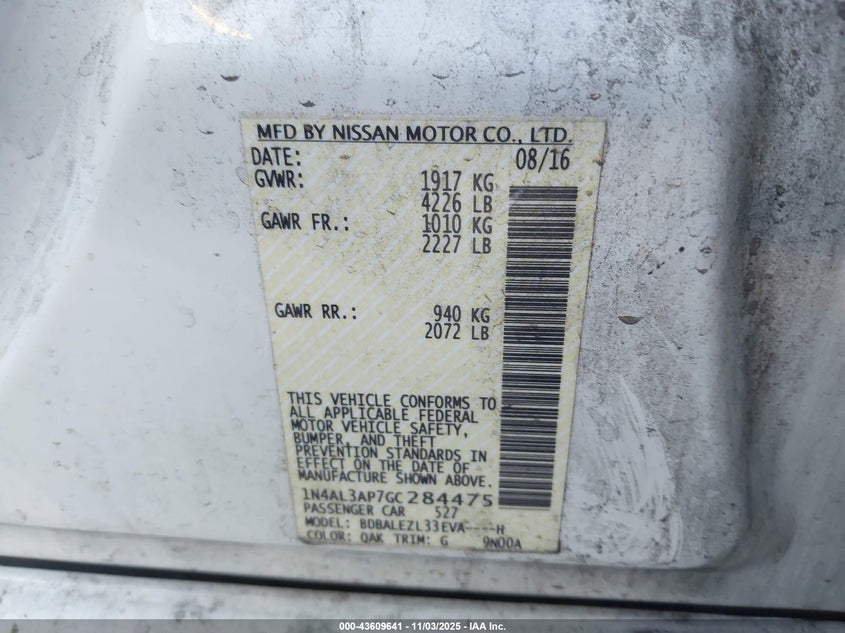 MFD BY NISSAN MOTOR CO., LTD.
DATE: 08/16
GVWR: 1917 KG
4226 LB
GAWR FR.: 1010 KG
2227 LB
GAWR RR.: 940 KG
2072 LB
THIS VEHICLE CONFORMS TO
ALL APPLICABLE FEDERAL
MOTOR VEHICLE SAFETY,
BUMPER, AND THEFT
PREVENTION STANDARDS IN
EFFECT ON THE DATE OF
MANUFACTURE SHOWN ABOVE.
1N4AL3AP7GC284475
PASSENGER CAR 527
MODEL: BDBALEZL33EVA----H
COLOR: QAK TRIM: G 9N00A
000-43609641 - 11/03/2025 - IAA Inc.